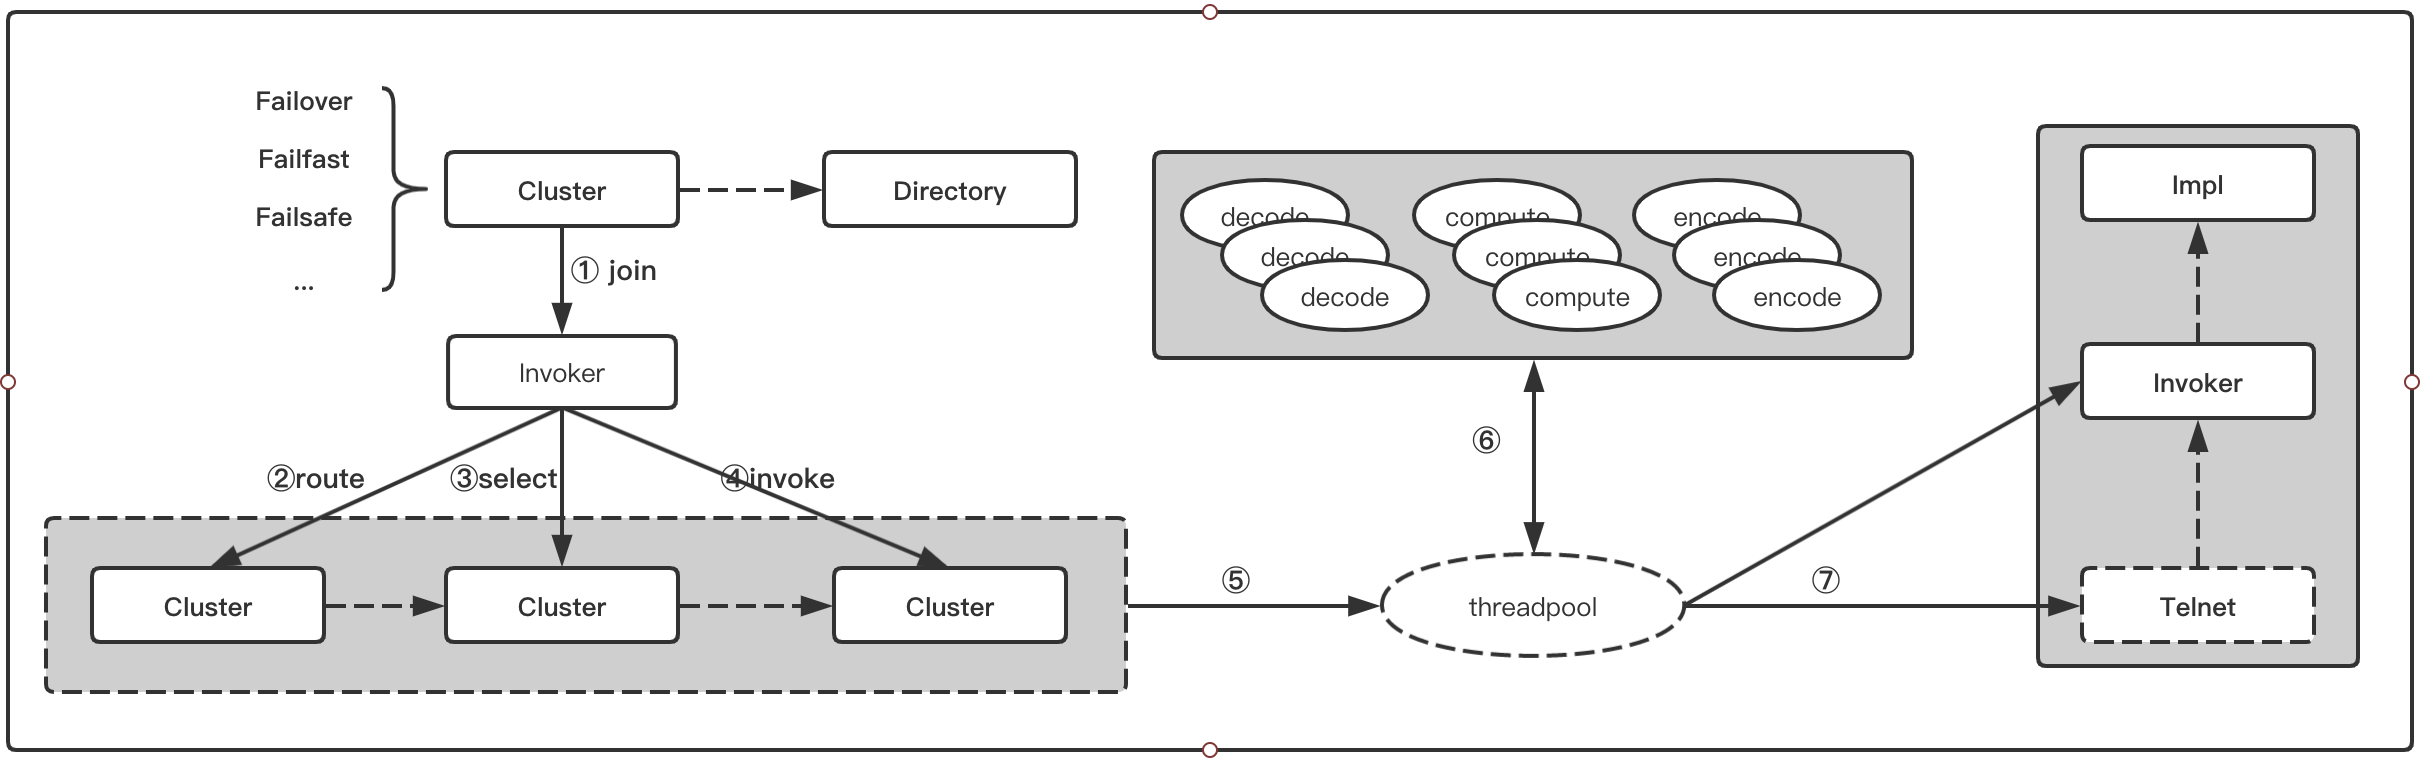 Failover
Failfast
Failsafe
...
Cluster
Directory
① join
Invoker
②route
③select
④invoke
Cluster
Cluster
Cluster
⑤
decode
decode
decode
compute
compute
compute
encode
encode
encode
⑥
threadpool
⑦
Impl
Invoker
Telnet